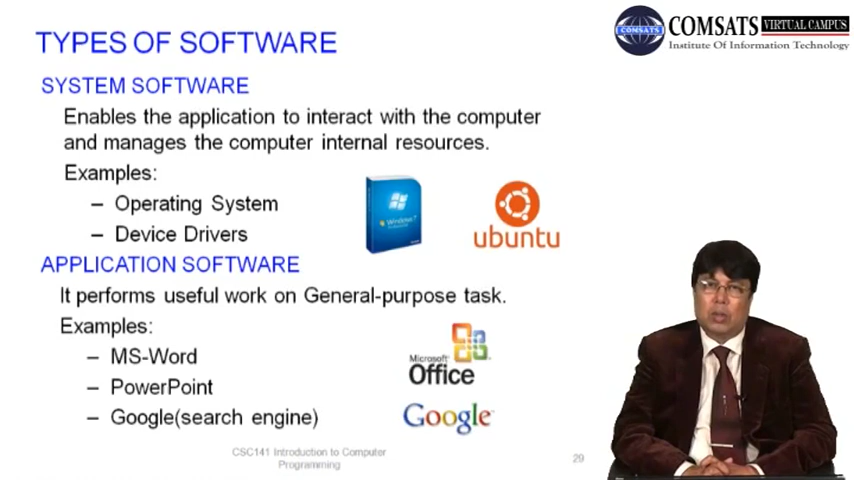 COMSATS
COMSATS VIRTUAL CAMPUS
Institute Of Information Technology
TYPES OF SOFTWARE
SYSTEM SOFTWARE
Enables the application to interact with the computer
and manages the computer internal resources.
Examples:
– Operating System
– Device Drivers
Windows 7
ubuntu
APPLICATION SOFTWARE
It performs useful work on General-purpose task.
Examples:
– MS-Word
– PowerPoint
– Google(search engine)
Microsoft
Office
Google
CSC141 Introduction to Computer
Programming
29